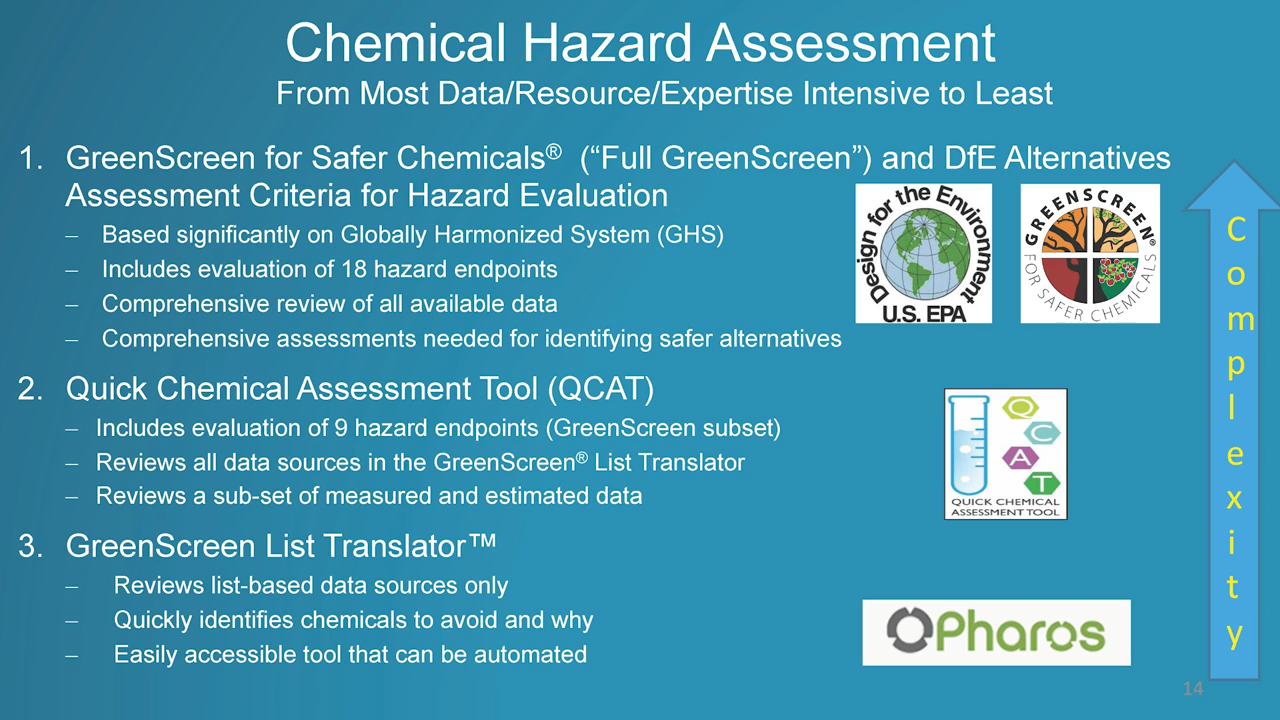 Chemical Hazard Assessment
From Most Data/Resource/Expertise Intensive to Least
1. GreenScreen for Safer Chemicals® (“Full GreenScreen”) and DfE Alternatives
Assessment Criteria for Hazard Evaluation
– Based significantly on Globally Harmonized System (GHS)
– Includes evaluation of 18 hazard endpoints
– Comprehensive review of all available data
– Comprehensive assessments needed for identifying safer alternatives
Design for the Environment
U.S. EPA
GREENSCREEN®
FOR SAFER CHEMICALS
2. Quick Chemical Assessment Tool (QCAT)
– Includes evaluation of 9 hazard endpoints (GreenScreen subset)
– Reviews all data sources in the GreenScreen® List Translator
– Reviews a sub-set of measured and estimated data
Q
C
A
T
QUICK CHEMICAL
ASSESSMENT TOOL
3. GreenScreen List Translator™
– Reviews list-based data sources only
– Quickly identifies chemicals to avoid and why
– Easily accessible tool that can be automated
Pharos
Complexity
14